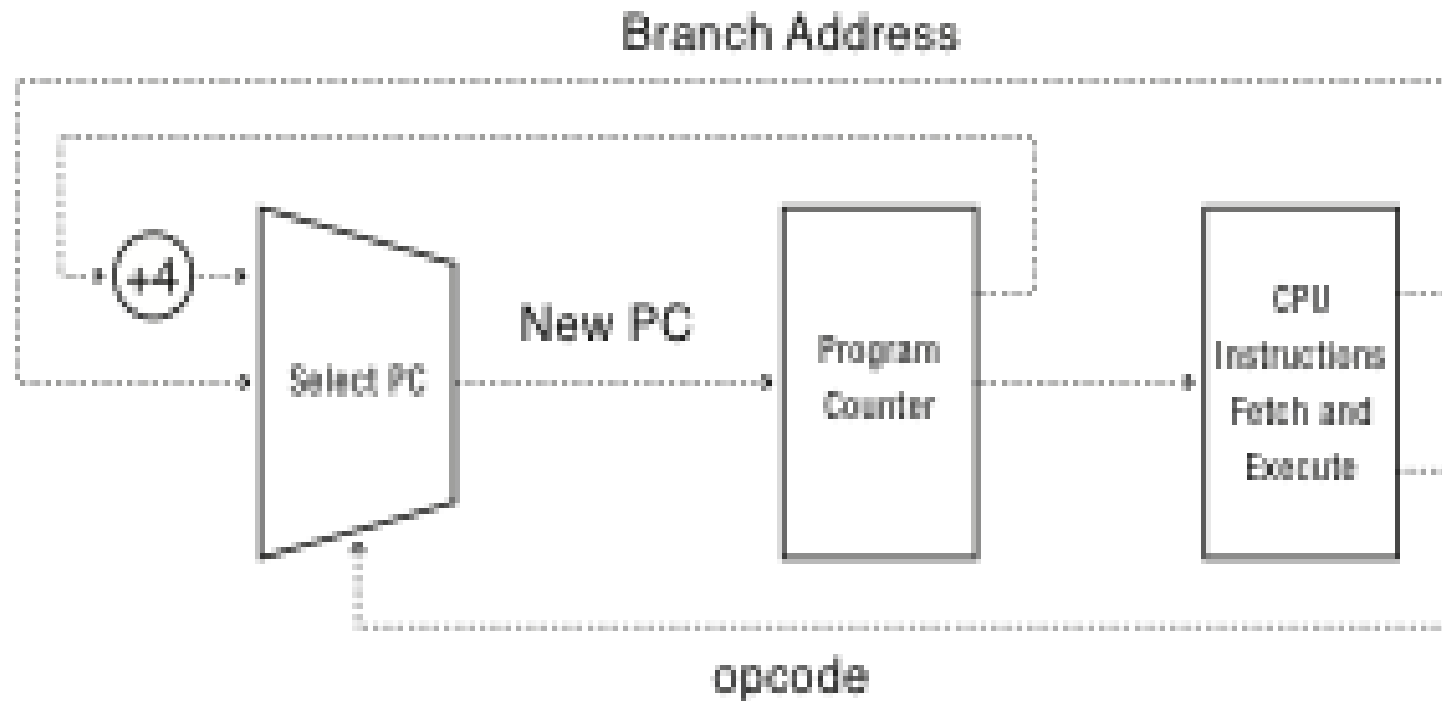 Branch Address
+4
Select PC
New PC
Program
Counter
CPU
Instructions
Fetch and
Execute
opcode